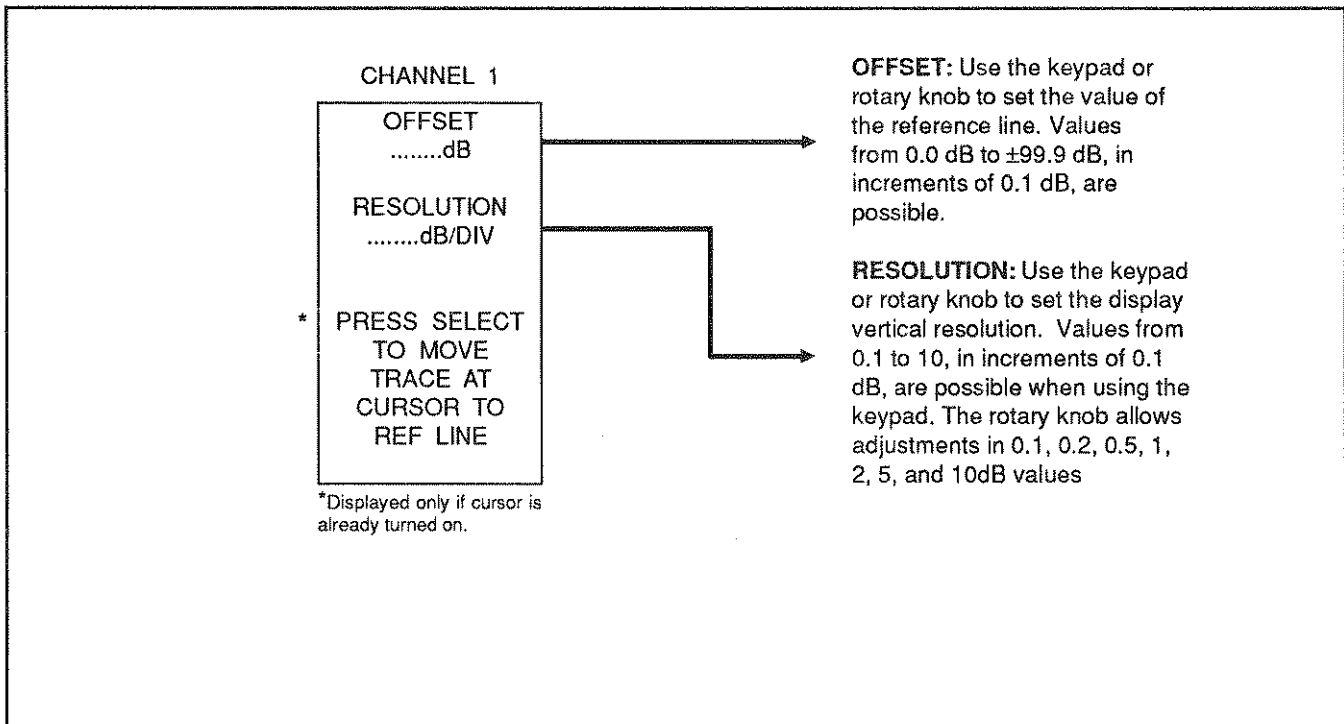 CHANNEL 1
OFFSET
........dB
RESOLUTION
........dB/DIV
* PRESS SELECT
TO MOVE
TRACE AT
CURSOR TO
REF LINE
*Displayed only if cursor is
already turned on.
OFFSET: Use the keypad or
rotary knob to set the value of
the reference line. Values
from 0.0 dB to ±99.9 dB, in
increments of 0.1 dB, are
possible.
RESOLUTION: Use the keypad
or rotary knob to set the display
vertical resolution. Values from
0.1 to 10, in increments of 0.1
dB, are possible when using the
keypad. The rotary knob allows
adjustments in 0.1, 0.2, 0.5, 1,
2, 5, and 10dB values